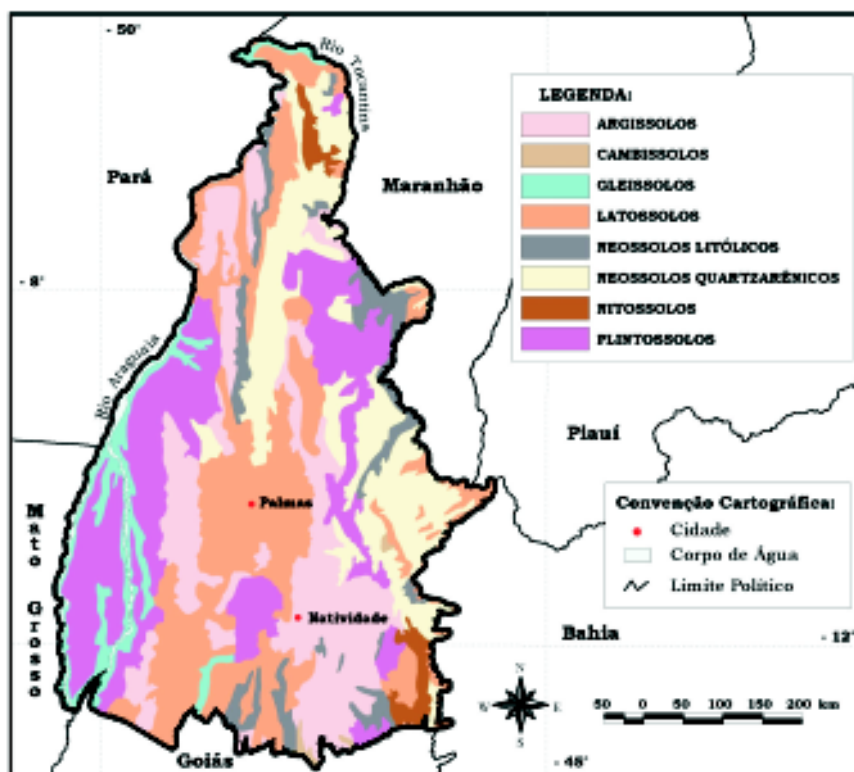 - 50°
Rio Tocantina
LEGENDA:
ARGISSOLOS
CAMBISSOLOS
GLEISSOLOS
LATOSSOLOS
NEOSSOLOS LITÓLICOS
NEOSSOLOS QUARTZARÊNICOS
NITOSSOLOS
PLINTOSSOLOS
Pará
Maranhão
- 8°
Rio Araguaia
Piauí
Palmas
Mato Grosso
Convenção Cartográfica:
Cidade
Corpo de Água
Limite Político
Natividade
Bahia
- 12°
N
W E
S
50 0 50 100 150 200 km
Goiás
- 48°